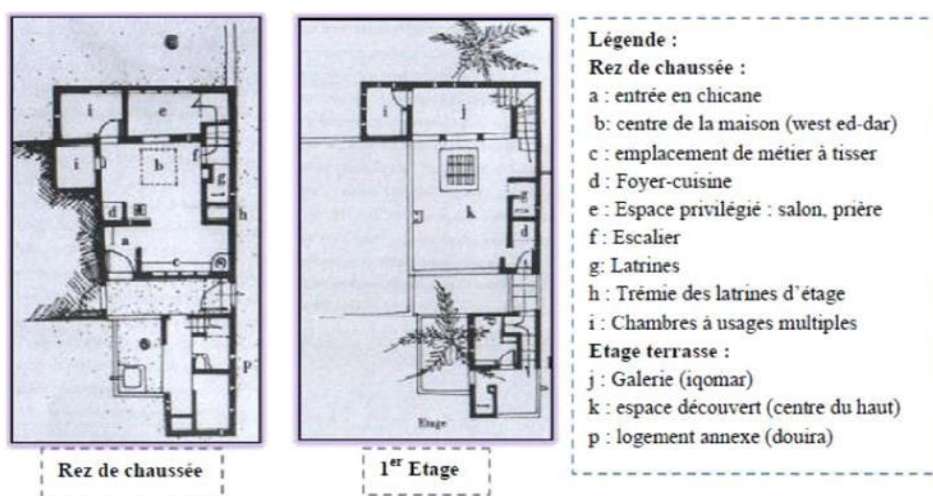 i
e
i
b
f
g
d
h
a
c
p
Rez de chaussée
i
j
k
g
d
Etage
1er Etage
Légende :
Rez de chaussée :
a : entrée en chicane
b: centre de la maison (west ed-dar)
c : emplacement de métier à tisser
d : Foyer-cuisine
e : Espace privilégié : salon, prière
f : Escalier
g: Latrines
h : Trémie des latrines d'étage
i : Chambres à usages multiples
Etage terrasse :
j : Galerie (iqomar)
k : espace découvert (centre du haut)
p : logement annexe (douira)